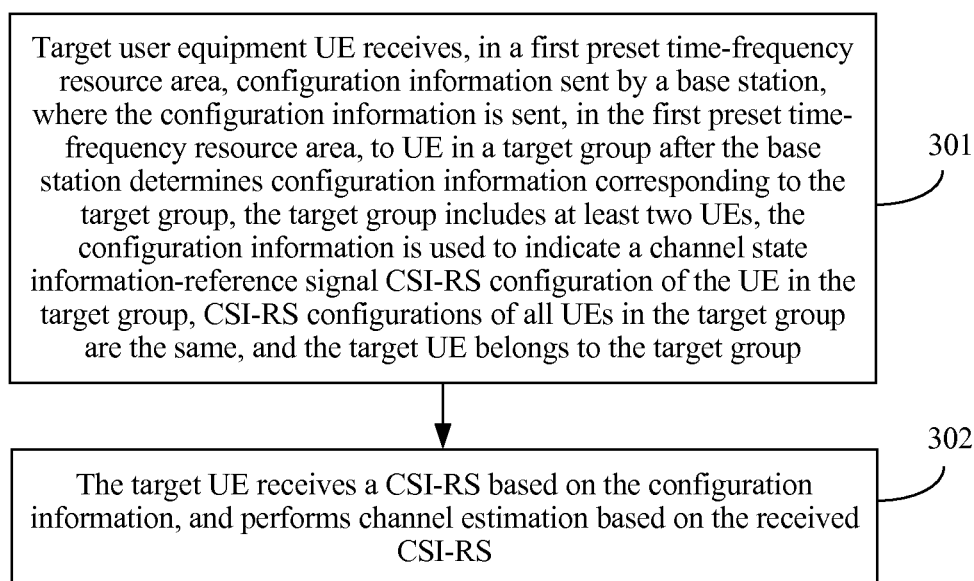 Target user equipment UE receives, in a first preset time-frequency
resource area, configuration information sent by a base station,
where the configuration information is sent, in the first preset time-
frequency resource area, to UE in a target group after the base
station determines configuration information corresponding to the
target group, the target group includes at least two UEs, the
configuration information is used to indicate a channel state
information-reference signal CSI-RS configuration of the UE in the
target group, CSI-RS configurations of all UEs in the target group
are the same, and the target UE belongs to the target group
301
The target UE receives a CSI-RS based on the configuration
information, and performs channel estimation based on the received
CSI-RS
302